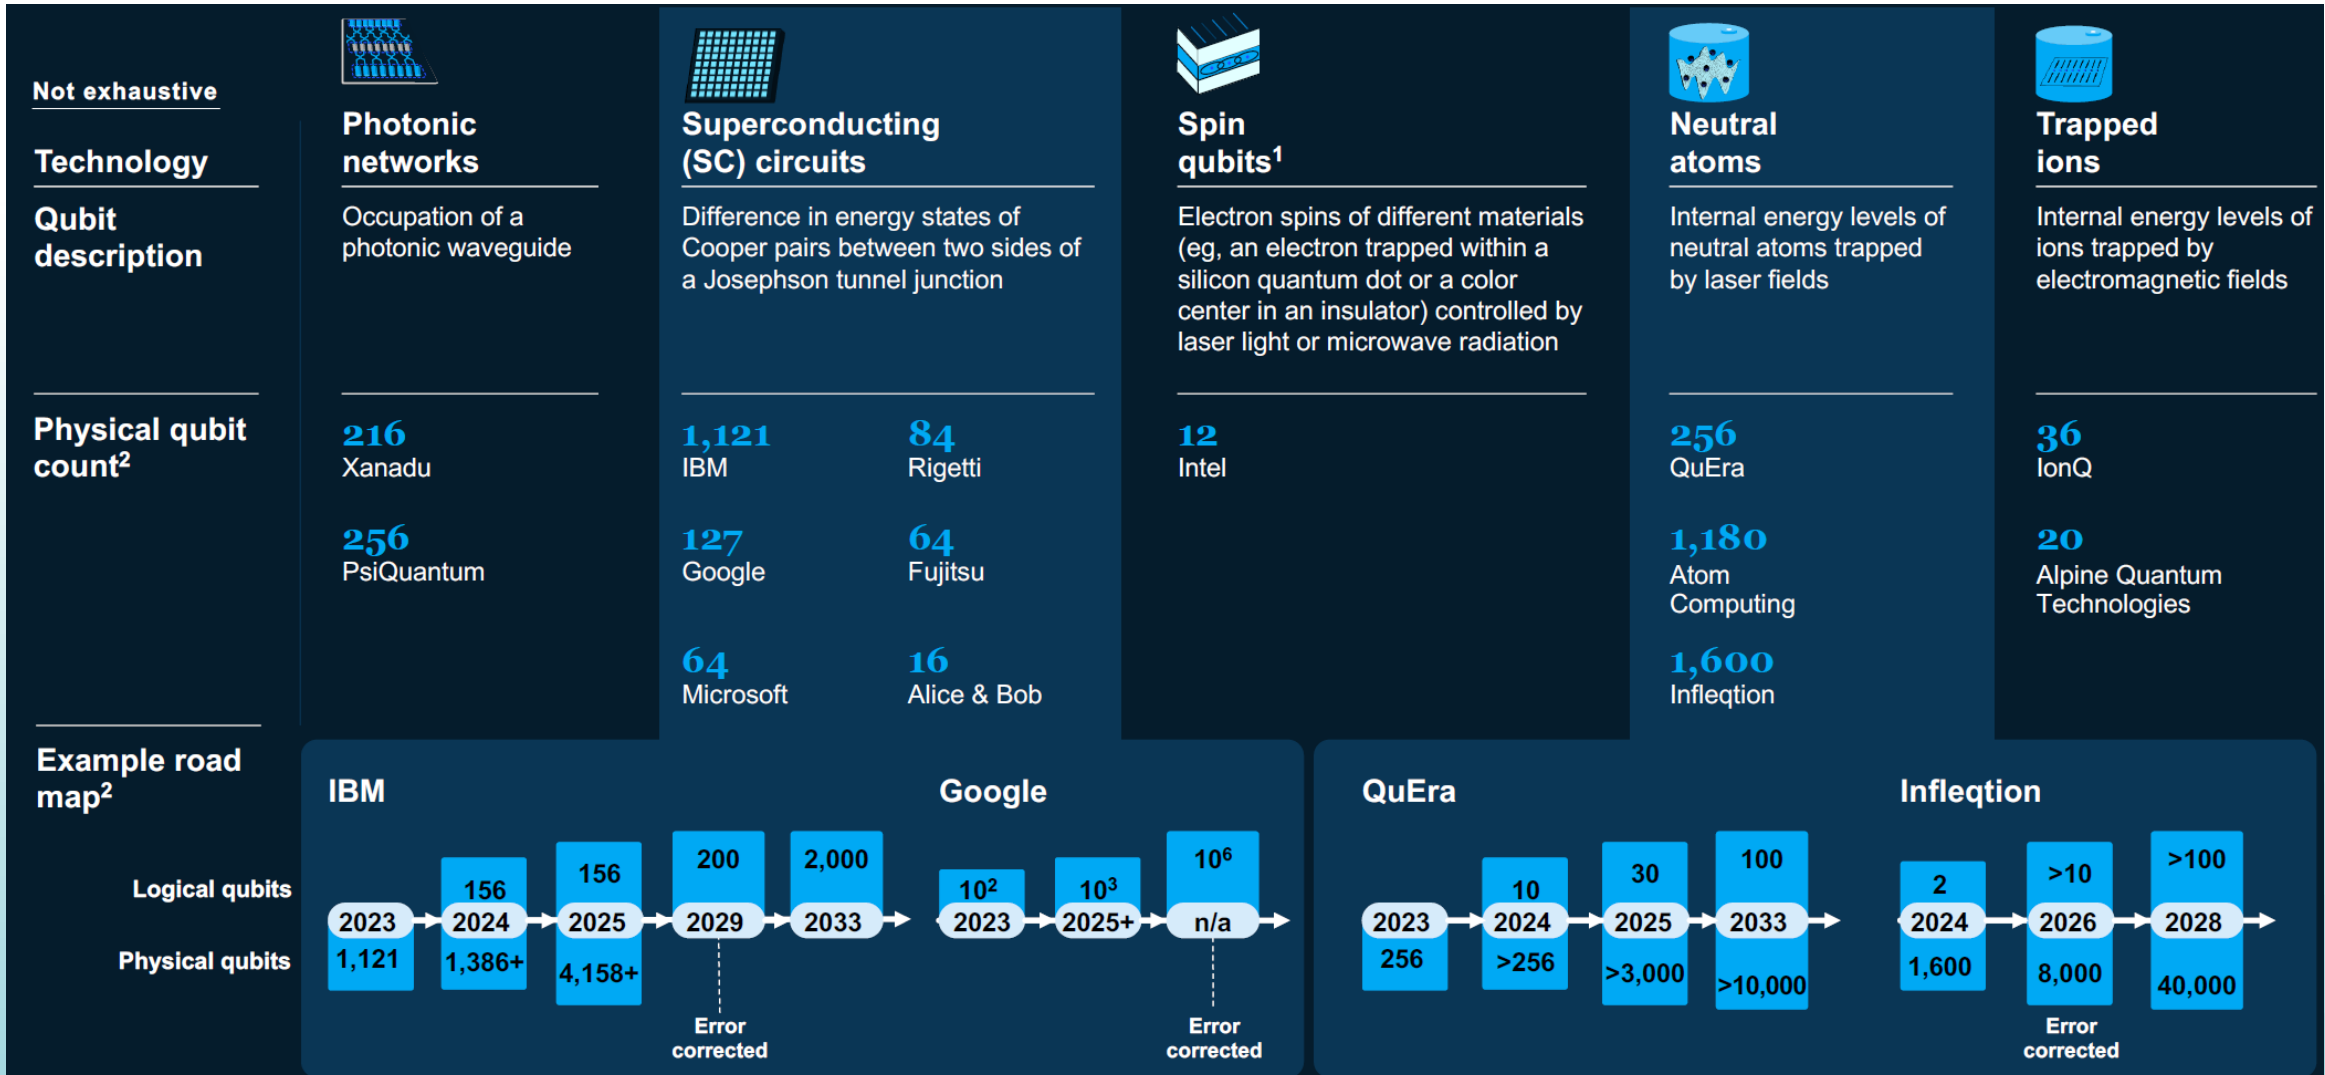 Not exhaustive
Technology
Photonic
networks
Superconducting
(SC) circuits
Spin
qubits¹
Neutral
atoms
Trapped
ions
Qubit
description
Occupation of a
photonic waveguide
Difference in energy states of
Cooper pairs between two sides of
a Josephson tunnel junction
Electron spins of different materials
(eg, an electron trapped within a
silicon quantum dot or a color
center in an insulator) controlled by
laser light or microwave radiation
Internal energy levels of
neutral atoms trapped
by laser fields
Internal energy levels of
ions trapped by
electromagnetic fields
Physical qubit
count²
216
Xanadu
256
PsiQuantum
1,121
IBM
84
Rigetti
127
Google
64
Fujitsu
64
Microsoft
16
Alice & Bob
12
Intel
256
QuEra
1,180
Atom
Computing
1,600
Infleqtion
36
IonQ
20
Alpine Quantum
Technologies
Example road
map²
Logical qubits
Physical qubits
IBM
156
156
200
2,000
2023
2024
2025
2029
2033
1,121
1,386+
4,158+
Error
corrected
Google
10²
10³
10⁶
2023
2025+
n/a
Error
corrected
QuEra
10
30
100
2023
2024
2025
2033
256
>256
>3,000
>10,000
Infleqtion
2
>10
>100
2024
2026
2028
1,600
8,000
40,000
Error
corrected